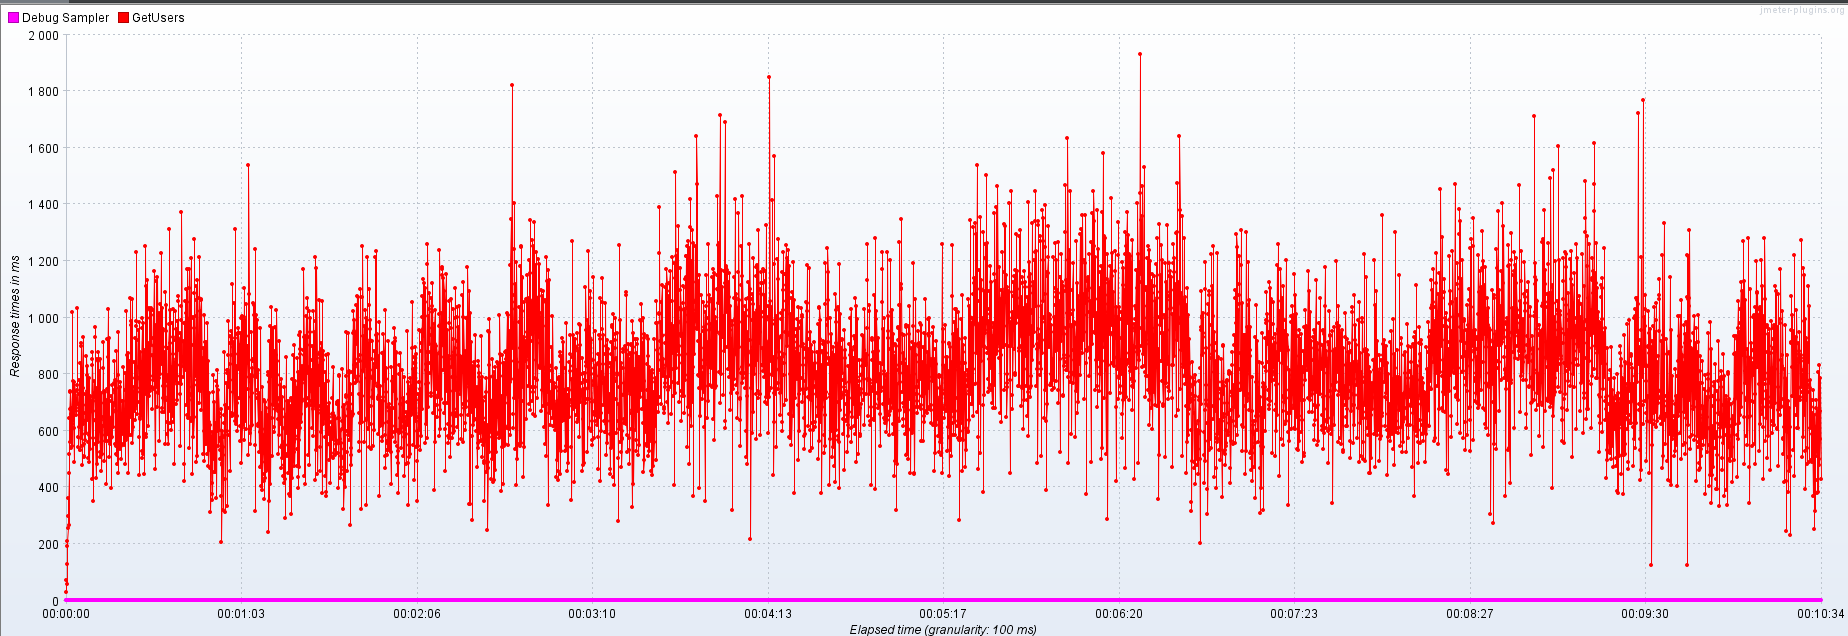 Debug Sampler GetUsers
jmeter-plugins.org
2 000
1 800
1 600
1 400
1 200
1 000
800
600
400
200
0
Response times in ms
00:00:00 00:01:03 00:02:06 00:03:10 00:04:13 00:05:17 00:06:20 00:07:23 00:08:27 00:09:30 00:10:34
Elapsed time (granularity: 100 ms)